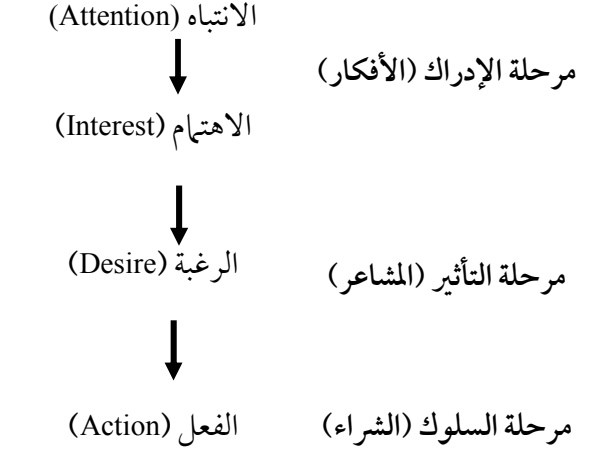 الانتباه (Attention)
مرحلة الإدراك (الأفكار)
الاهتمام (Interest)
مرحلة التأثير (المشاعر)
الرغبة (Desire)
مرحلة السلوك (الشراء)
الفعل (Action)